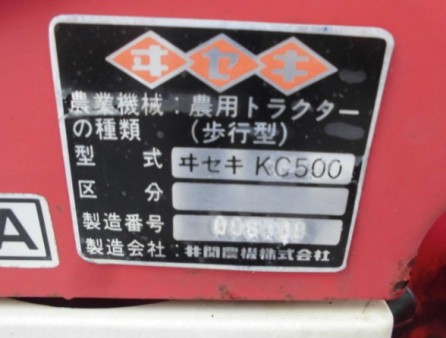 ヰセキ
農業機械の種類 : 農用トラクター(歩行型)
型式 ヰセキ KC500
区分
製造番号
製造会社 : 井関農機株式会社
A